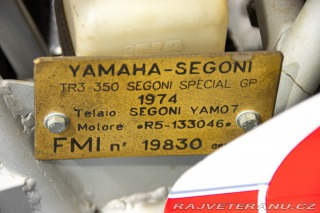 YAMAHA-SEGONI
TR3 350 SEGONI SPECIAL GP
1974
Telaio SEGONI YAM07
Motore *R5-133046*
FMI n° 19830
RAJVETERANU.CZ